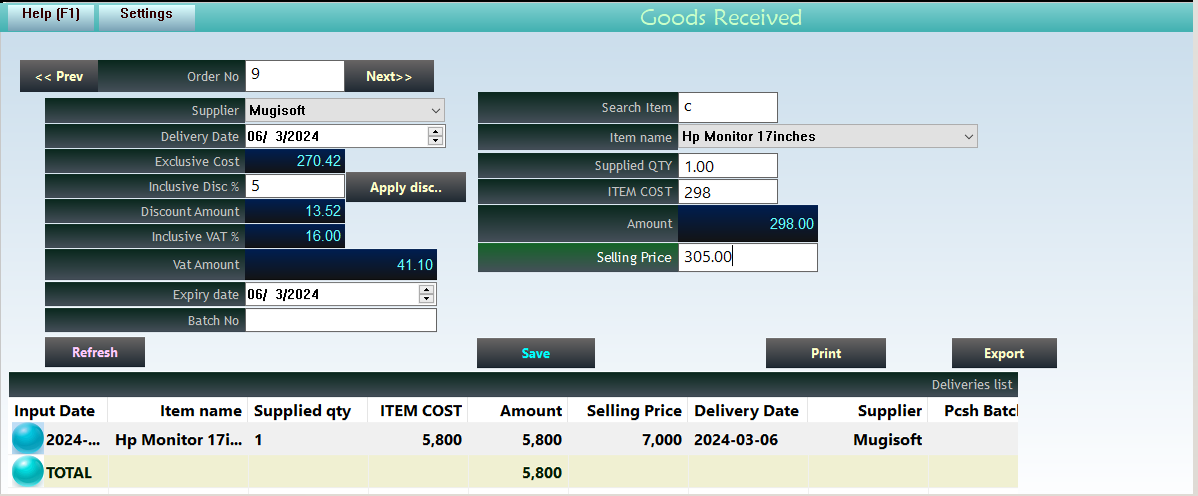 Help (F1) Settings Goods Received
<< Prev Order No 9 Next>>
Supplier Mugisoft
Delivery Date 06/ 3/2024
Exclusive Cost 270.42
Inclusive Disc % 5 Apply disc..
Discount Amount 13.52
Inclusive VAT % 16.00
Vat Amount 41.10
Expiry date 06/ 3/2024
Batch No
Search Item c
Item name Hp Monitor 17inches
Supplied QTY 1.00
ITEM COST 298
Amount 298.00
Selling Price 305.00
Refresh Save Print Export
Deliveries list
Input Date Item name Supplied qty ITEM COST Amount Selling Price Delivery Date Supplier Pcsh Batcl
2024-... Hp Monitor 17i... 1 5,800 5,800 7,000 2024-03-06 Mugisoft
TOTAL 5,800